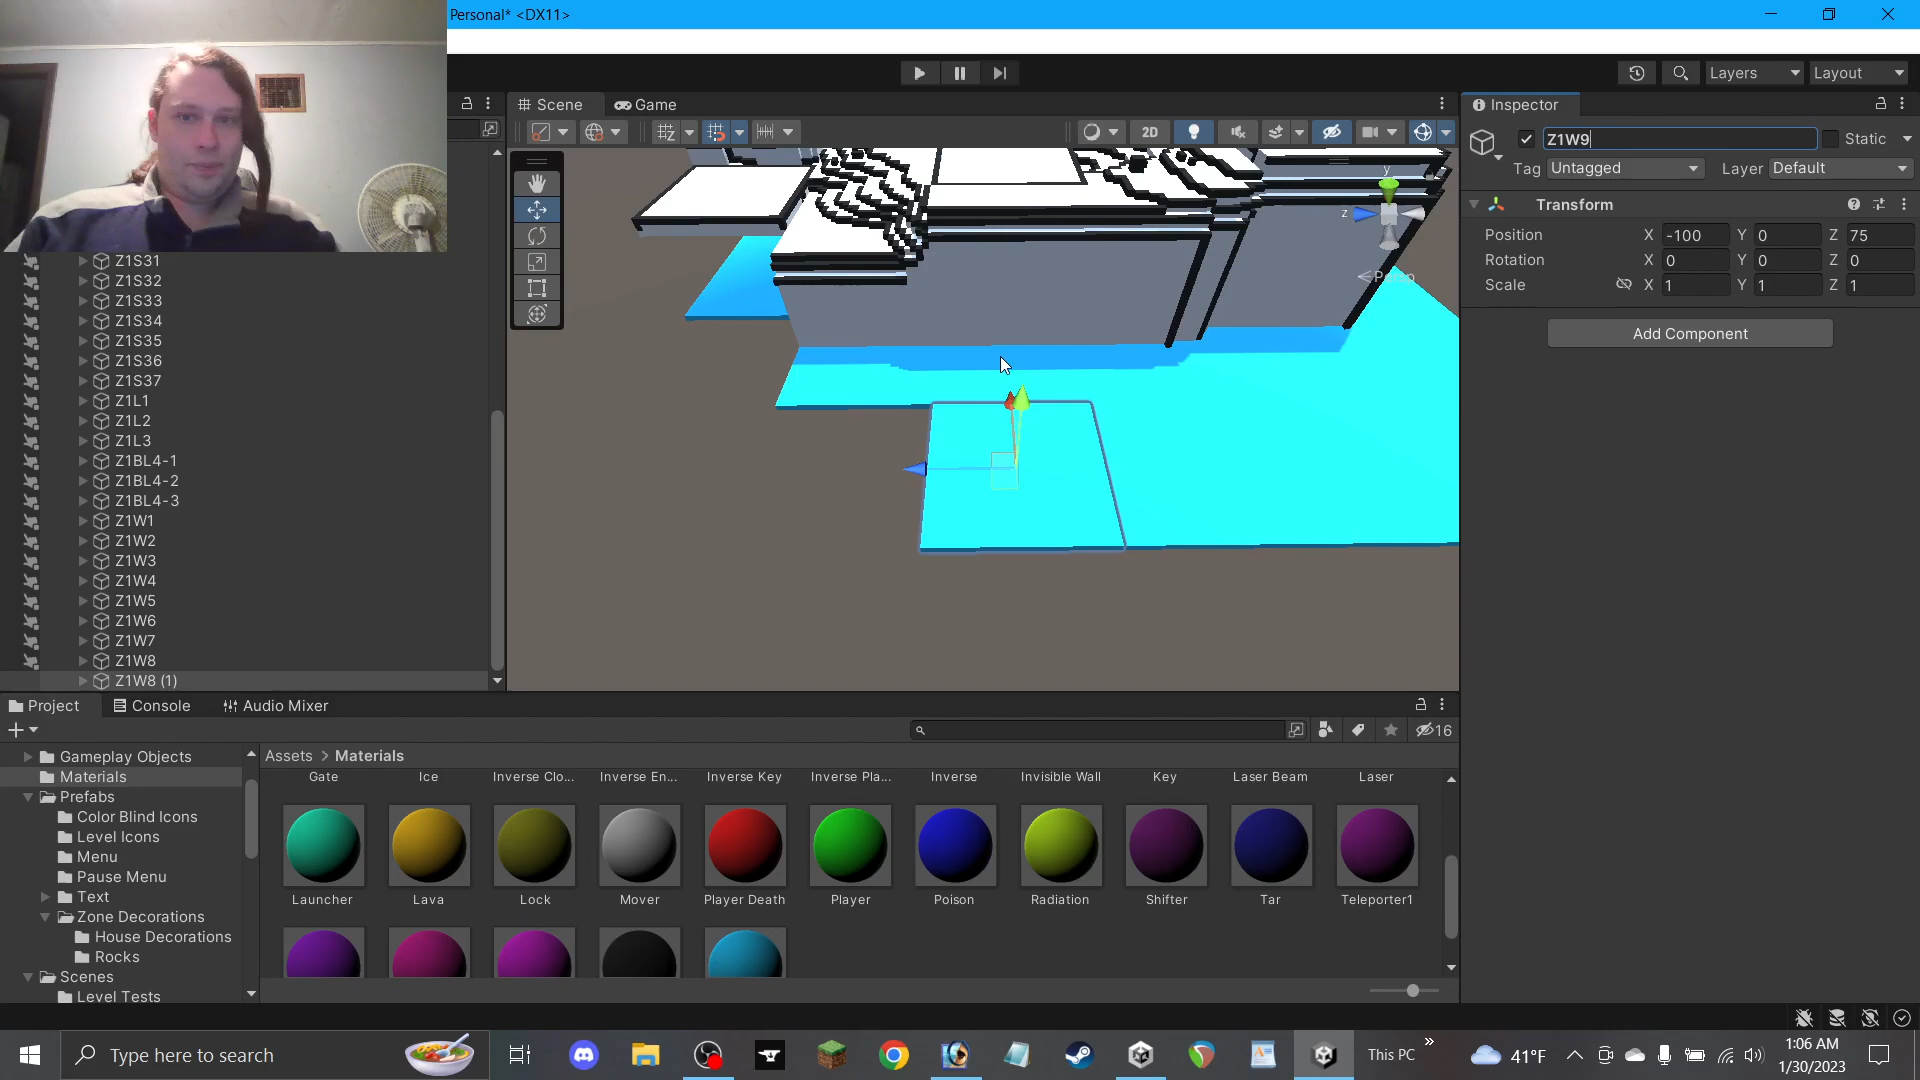 Personal* <DX11>
Layers
Layout
Scene
Game
2D
y
z
Persp
Inspector
Z1W9
Static
Tag
Untagged
Layer
Default
Transform
Position
X
-100
Y
0
Z
75
Rotation
X
0
Y
0
Z
0
Scale
X
1
Y
1
Z
1
Add Component
Z1S31
Z1S32
Z1S33
Z1S34
Z1S35
Z1S36
Z1S37
Z1L1
Z1L2
Z1L3
Z1BL4-1
Z1BL4-2
Z1BL4-3
Z1W1
Z1W2
Z1W3
Z1W4
Z1W5
Z1W6
Z1W7
Z1W8
Z1W8 (1)
Project
Console
Audio Mixer
16
Gameplay Objects
Materials
Prefabs
Color Blind Icons
Level Icons
Menu
Pause Menu
Text
Zone Decorations
House Decorations
Rocks
Scenes
Level Tests
Assets > Materials
Gate
Ice
Inverse Clo...
Inverse En...
Inverse Key
Inverse Pla...
Inverse
Invisible Wall
Key
Laser Beam
Laser
Launcher
Lava
Lock
Mover
Player Death
Player
Poison
Radiation
Shifter
Tar
Teleporter1
Type here to search
This PC
41°F
1:06 AM
1/30/2023